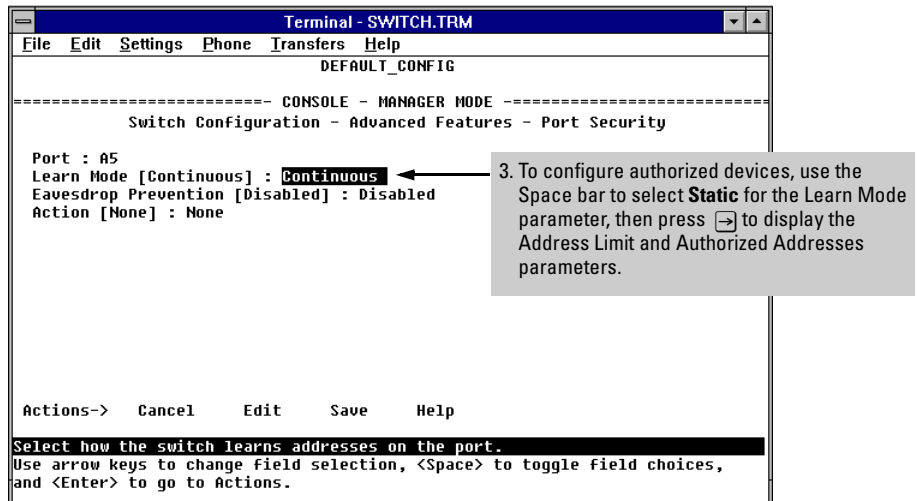 Terminal - SWITCH.TRM
File Edit Settings Phone Transfers Help
DEFAULT_CONFIG
==========================- CONSOLE - MANAGER MODE -===========================
Switch Configuration - Advanced Features - Port Security
Port : A5
Learn Mode [Continuous] : Continuous
Eavesdrop Prevention [Disabled] : Disabled
Action [None] : None
3. To configure authorized devices, use the
Space bar to select Static for the Learn Mode
parameter, then press → to display the
Address Limit and Authorized Addresses
parameters.
Actions-> Cancel Edit Save Help
Select how the switch learns addresses on the port.
Use arrow keys to change field selection, <Space> to toggle field choices,
and <Enter> to go to Actions.